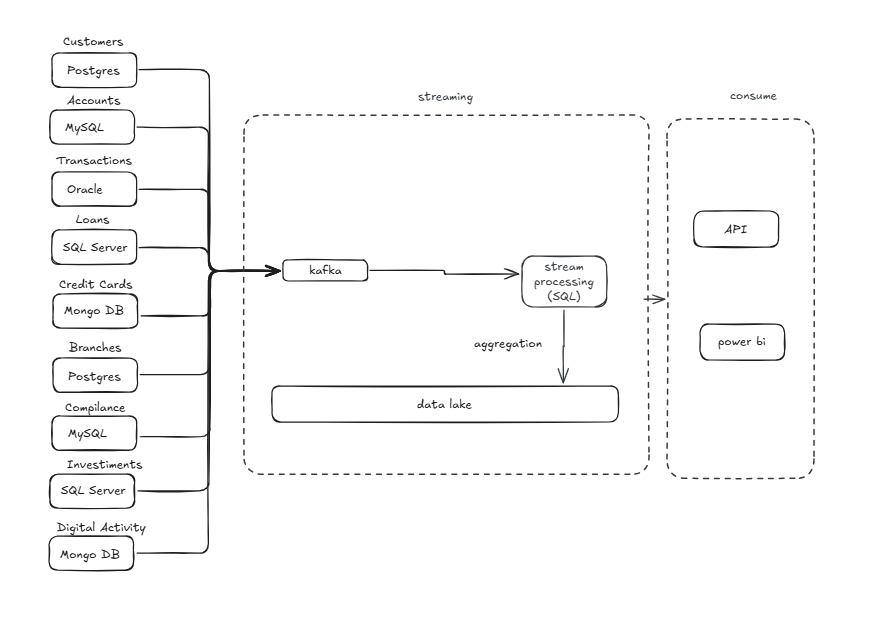 Customers
Postgres
Accounts
MySQL
Transactions
Oracle
Loans
SQL Server
Credit Cards
Mongo DB
Branches
Postgres
Compilance
MySQL
Investiments
SQL Server
Digital Activity
Mongo DB
streaming
kafka
stream
processing
(SQL)
aggregation
data lake
consume
API
power bi